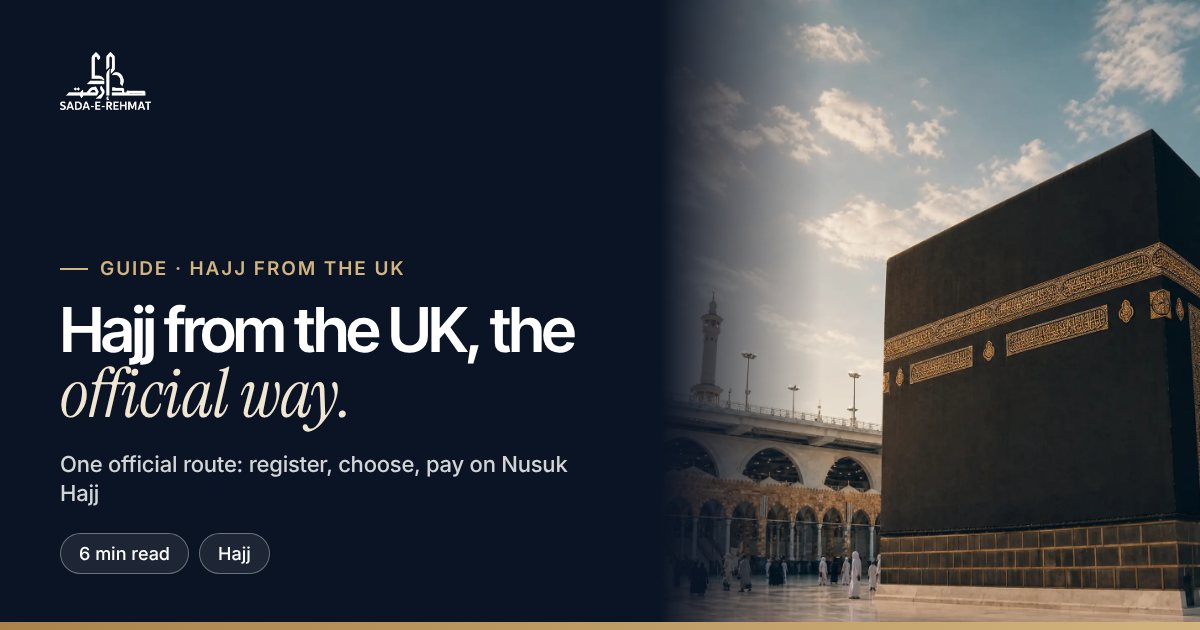 SADA-E-REHMAT
GUIDE · HAJJ FROM THE UK
Hajj from the UK, the
official way.
One official route: register, choose, pay on Nusuk
Hajj
6 min read
Hajj